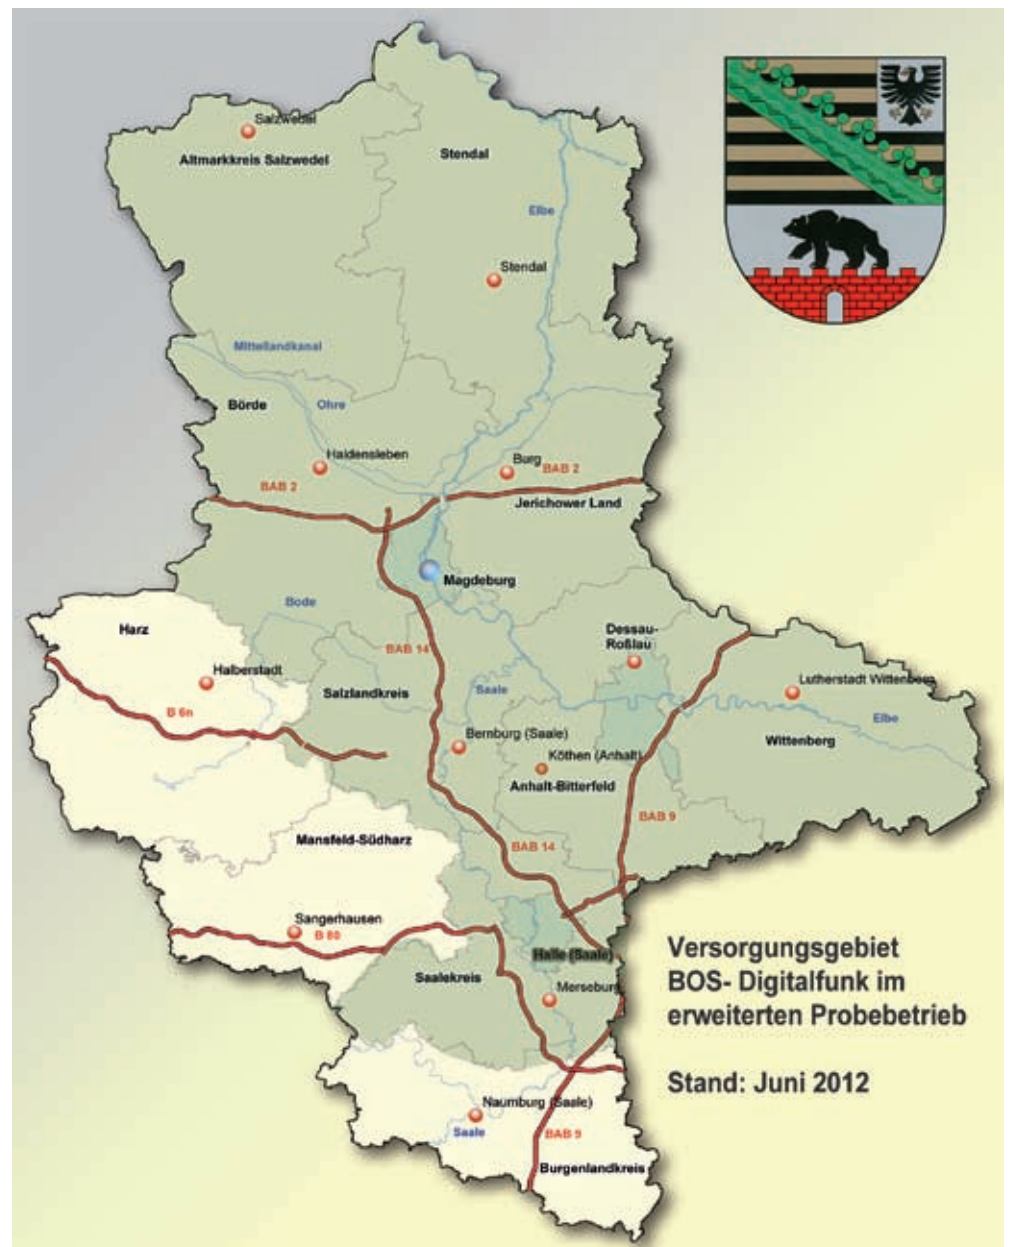 Salzwedel
Altmarkkreis Salzwedel
Stendal
Elbe
Stendal
Mittellandkanal
Börde
Ohre
Haldensleben
Burg
BAB 2
BAB 2
Jerichower Land
Magdeburg
Bode
Harz
Dessau-
Roßlau
BAB 14
Halberstadt
Lutherstadt Wittenberg
Salzlandkreis
Saale
B 6n
Elbe
Bernburg (Saale)
Wittenberg
Köthen (Anhalt)
Anhalt-Bitterfeld
BAB 9
Mansfeld-Südharz
BAB 14
Sangerhausen
B 80
Halle (Saale)
Saalekreis
Merseburg
Versorgungsgebiet
BOS- Digitalfunk im
erweiterten Probebetrieb
Stand: Juni 2012
Naumburg (Saale)
Saale
BAB 9
Burgenlandkreis